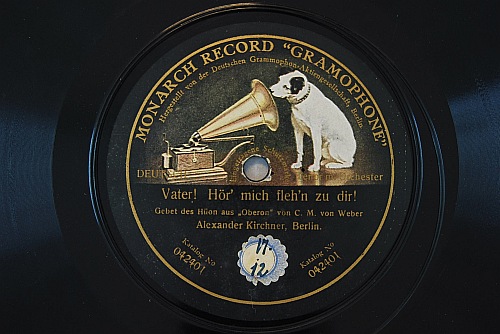 MONARCH RECORD "GRAMOPHONE"
Hergestellt von der Deutschen Grammophon-Aktiengesellschaft, Berlin
DEU
Vater! Hör' mich fleh'n zu dir!
Gebet des Hüon aus „Oberon" von C. M. von Weber
Alexander Kirchner, Berlin.
Katalog No
042401
Katalog No
042401